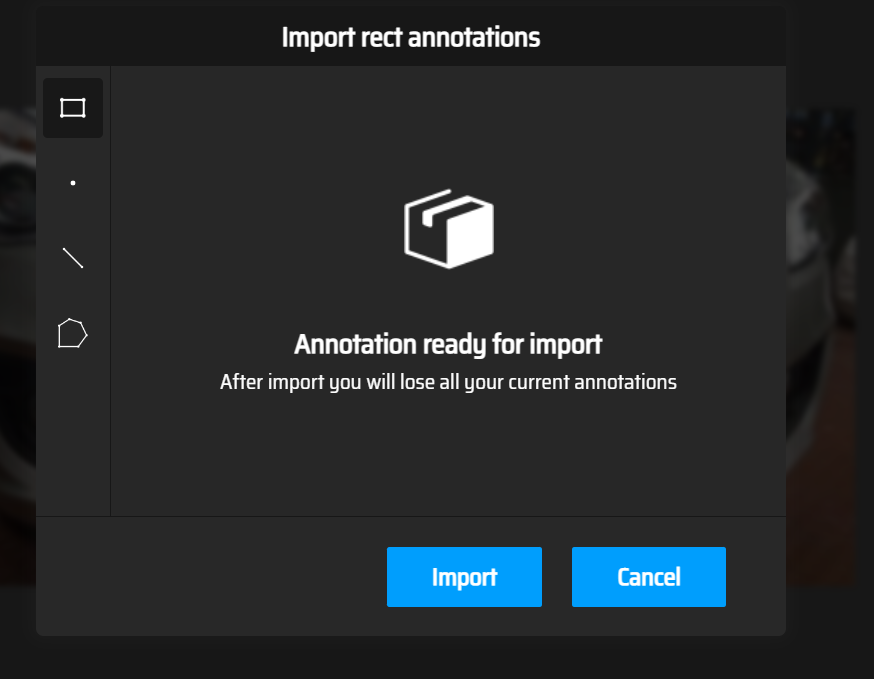 Import rect annotations
Annotation ready for import
After import you will lose all your current annotations
Import
Cancel